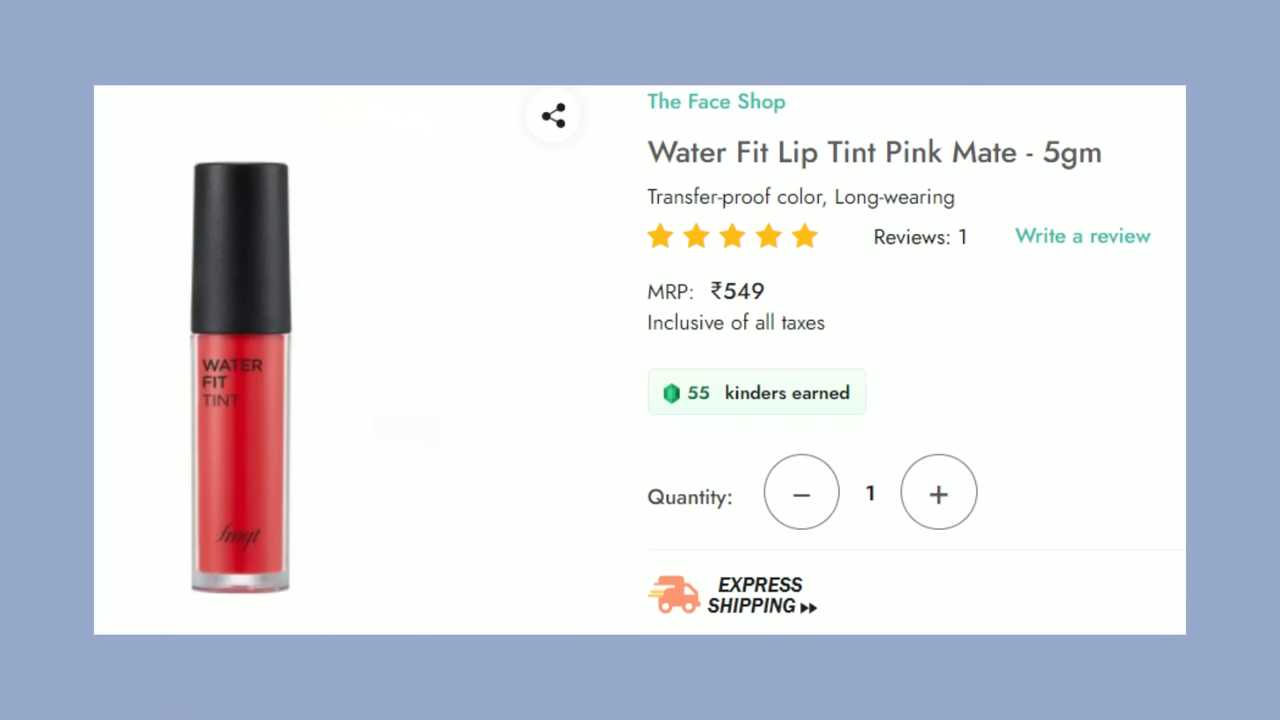 The Face Shop
Water Fit Lip Tint Pink Mate - 5gm
Transfer-proof color, Long-wearing
Reviews: 1 Write a review
MRP: ₹549
Inclusive of all taxes
55 kinders earned
Quantity: − 1 +
EXPRESS
SHIPPING
WATER
FIT
TINT
fmgt